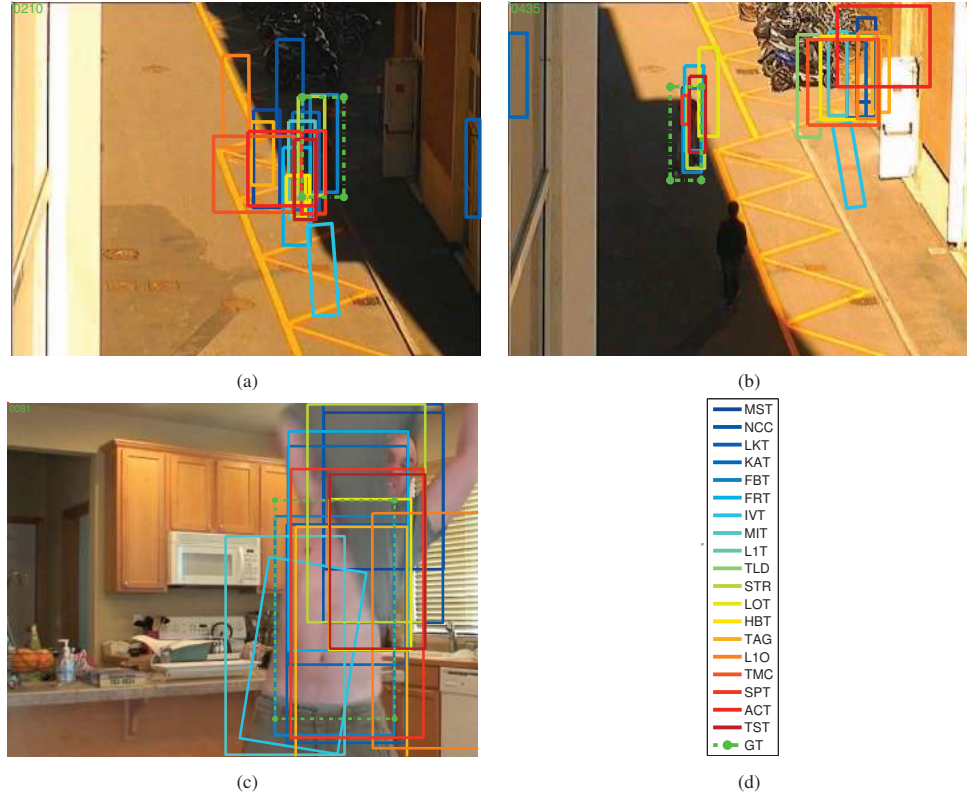 0210
0435
(a)
(b)
0081
MST
NCC
LKT
KAT
FBT
FRT
IVT
MIT
L1T
TLD
STR
LOT
HBT
TAG
L1O
TMC
SPT
ACT
TST
GT
(c)
(d)